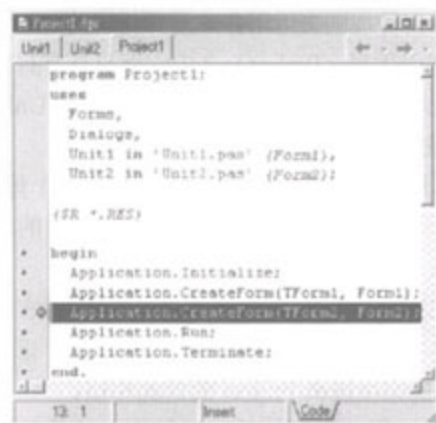 Project1.dpr
Unit1 Unit2 Project1
program Project1;
uses
Forms,
Dialogs,
Unit1 in 'Unit1.pas' {Form1},
Unit2 in 'Unit2.pas' {Form2};
{$R *.RES}
begin
Application.Initialize;
Application.CreateForm(TForm1, Form1);
Application.CreateForm(TForm2, Form2);
Application.Run;
Application.Terminate;
end.
13: 1 Insert Code